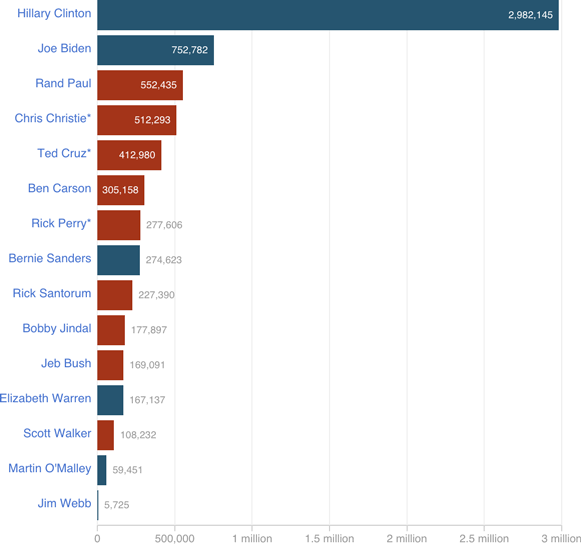 Hillary Clinton 2,982,145
Joe Biden 752,782
Rand Paul 552,435
Chris Christie* 512,293
Ted Cruz* 412,980
Ben Carson 305,158
Rick Perry* 277,606
Bernie Sanders 274,623
Rick Santorum 227,390
Bobby Jindal 177,897
Jeb Bush 169,091
Elizabeth Warren 167,137
Scott Walker 108,232
Martin O'Malley 59,451
Jim Webb 5,725
0 500,000 1 million 1.5 million 2 million 2.5 million 3 million